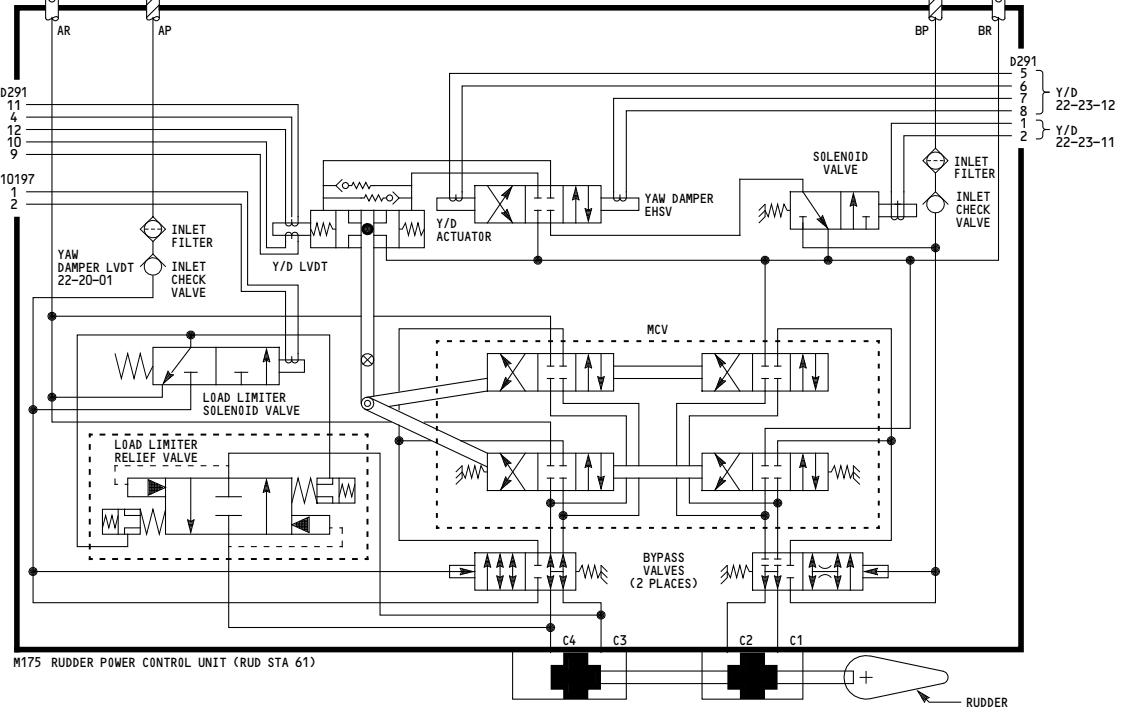 AR
AP
BP
BR
D291
11
4
12
10
9
10197
1
2
D291
5
6
7
8
1
2
Y/D
22-23-12
Y/D
22-23-11
SOLENOID
VALVE
INLET
FILTER
INLET
CHECK
VALVE
YAW DAMPER
EHSV
Y/D
ACTUATOR
Y/D LVDT
INLET
FILTER
YAW
DAMPER LVDT
22-20-01
INLET
CHECK
VALVE
MCV
LOAD LIMITER
SOLENOID VALVE
LOAD LIMITER
RELIEF VALVE
BYPASS
VALVES
(2 PLACES)
C4
C3
C2
C1
M175 RUDDER POWER CONTROL UNIT (RUD STA 61)
RUDDER